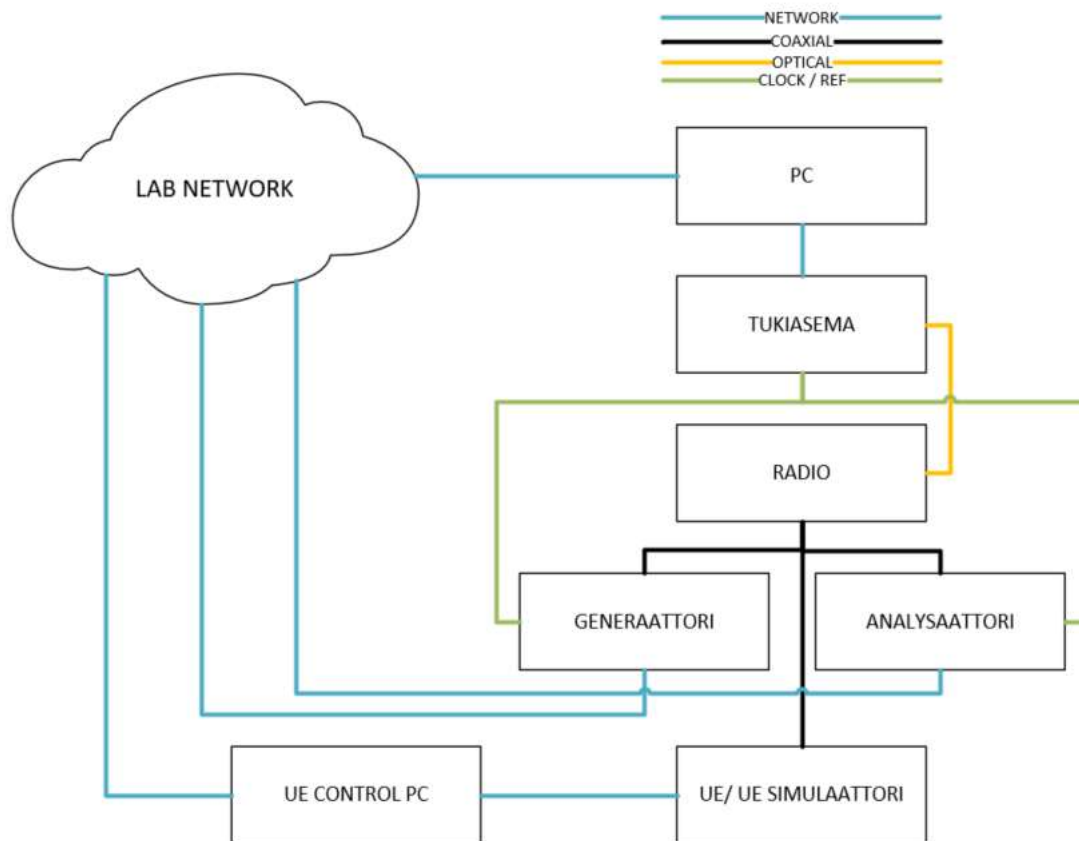 NETWORK
COAXIAL
OPTICAL
CLOCK / REF
LAB NETWORK
PC
TUKIASEMA
RADIO
GENERAATTORI
ANALYSAATTORI
UE CONTROL PC
UE/ UE SIMULAATTORI